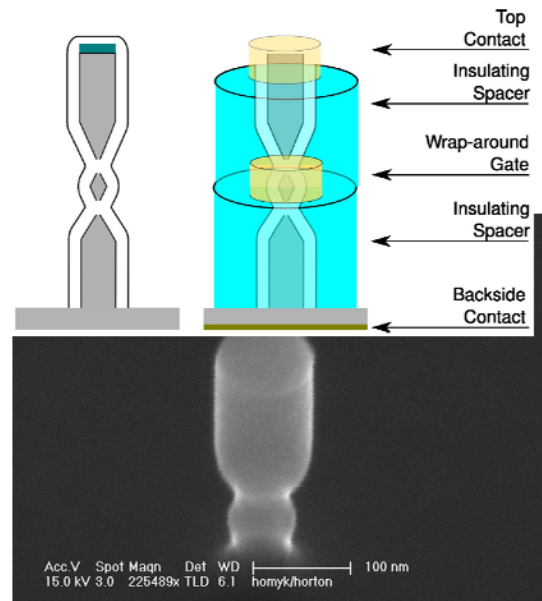 Top
Contact
Insulating
Spacer
Wrap-around
Gate
Insulating
Spacer
Backside
Contact
Acc.V Spot Magn Det WD 100 nm
15.0 kV 3.0 225489x TLD 6.1 homyk/horton